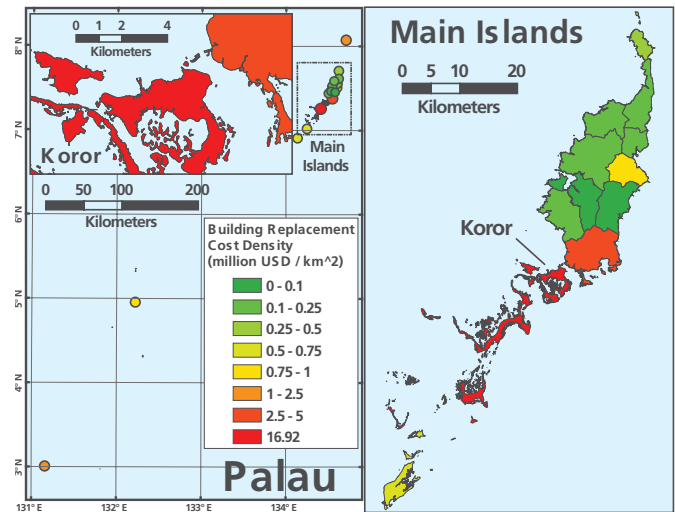 0 1 2 4
Kilometers
Koror
8° N
7° N
6° N
5° N
4° N
3° N
Main
Islands
0 50 100 200
Kilometers
Building Replacement
Cost Density
(million USD / km^2)
0 - 0.1
0.1 - 0.25
0.25 - 0.5
0.5 - 0.75
0.75 - 1
1 - 2.5
2.5 - 5
16.92
Palau
131° E 132° E 133° E 134° E
Main Islands
0 5 10 20
Kilometers
Koror